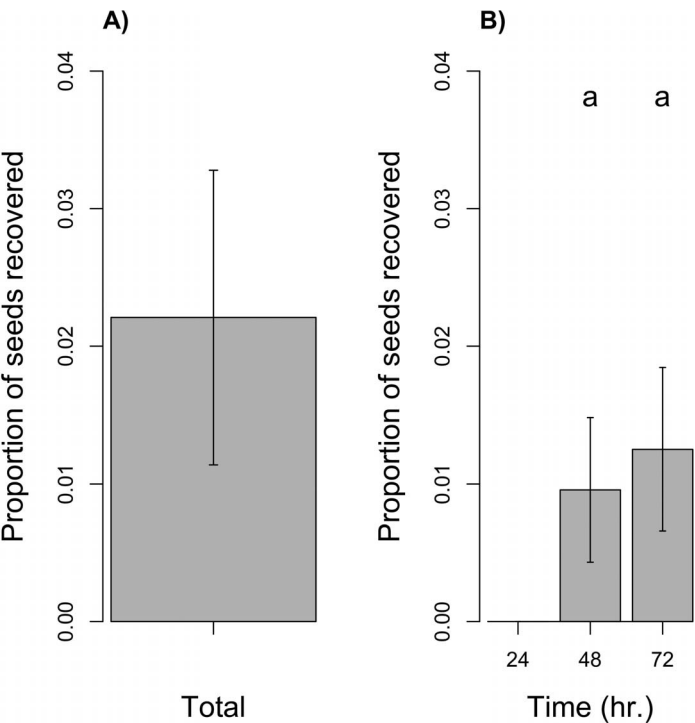 A)
Proportion of seeds recovered
0.04
0.03
0.02
0.01
0.00
Total
B)
Proportion of seeds recovered
0.04
0.03
0.02
0.01
0.00
a a
24 48 72
Time (hr.)